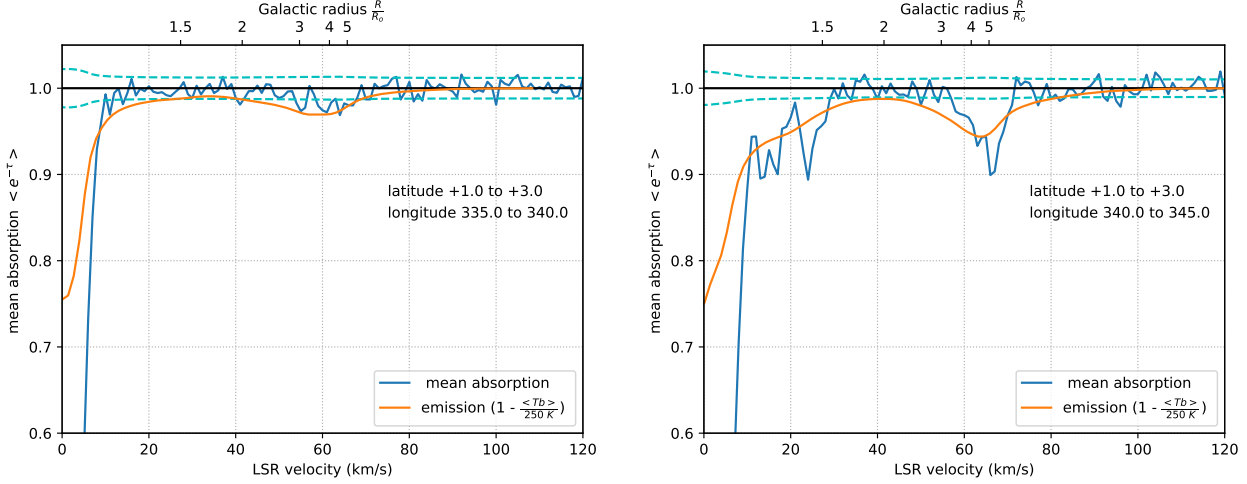 Galactic radius R/R₀
1.5 2 3 4 5
1.0
0.9
0.8
0.7
0.6
mean absorption < e^−τ >
latitude +1.0 to +3.0
longitude 335.0 to 340.0
mean absorption
emission (1 - <Tb>/250 K)
0 20 40 60 80 100 120
LSR velocity (km/s)
Galactic radius R/R₀
1.5 2 3 4 5
1.0
0.9
0.8
0.7
0.6
mean absorption < e^−τ >
latitude +1.0 to +3.0
longitude 340.0 to 345.0
mean absorption
emission (1 - <Tb>/250 K)
0 20 40 60 80 100 120
LSR velocity (km/s)